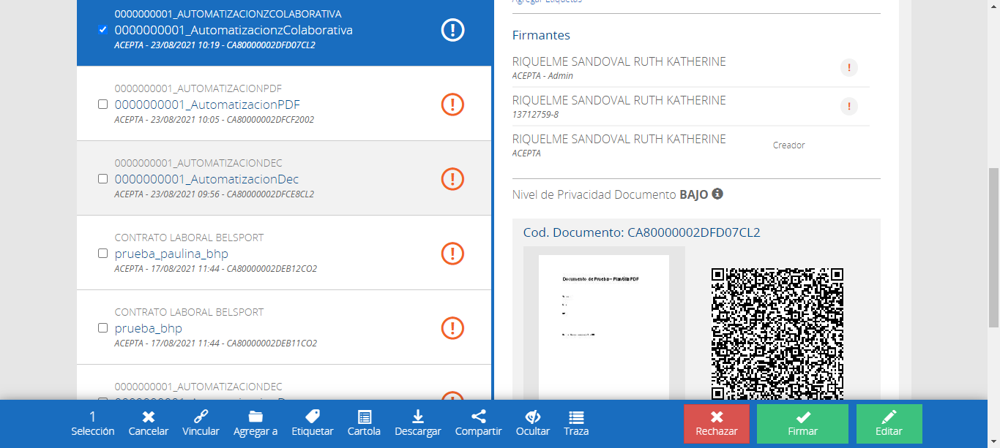 0000000001_AUTOMATIZACIONZCOLABORATIVA
0000000001_AutomatizacionzColaborativa
ACEPTA - 23/08/2021 10:19 - CA80000002DFD07CL2
0000000001_AUTOMATIZACIONPDF
0000000001_AutomatizacionPDF
ACEPTA - 23/08/2021 10:05 - CA80000002DFCF2002
0000000001_AUTOMATIZACIONDEC
0000000001_AutomatizacionDec
ACEPTA - 23/08/2021 09:56 - CA80000002DFCE8CL2
CONTRATO LABORAL BELSPORT
prueba_paulina_bhp
ACEPTA - 17/08/2021 11:44 - CA80000002DEB12CO2
CONTRATO LABORAL BELSPORT
prueba_bhp
ACEPTA - 17/08/2021 11:44 - CA80000002DEB11CO2
0000000001_AUTOMATIZACIONDEC
Agregar Etiquetas
Firmantes
RIQUELME SANDOVAL RUTH KATHERINE
ACEPTA - Admin
RIQUELME SANDOVAL RUTH KATHERINE
13712759-8
RIQUELME SANDOVAL RUTH KATHERINE
ACEPTA
Creador
Nivel de Privacidad Documento BAJO
Cod. Documento: CA80000002DFD07CL2
Documento de Prueba – Plantilla PDF
1
Selección
Cancelar
Vincular
Agregar a
Etiquetar
Cartola
Descargar
Compartir
Ocultar
Traza
Rechazar
Firmar
Editar